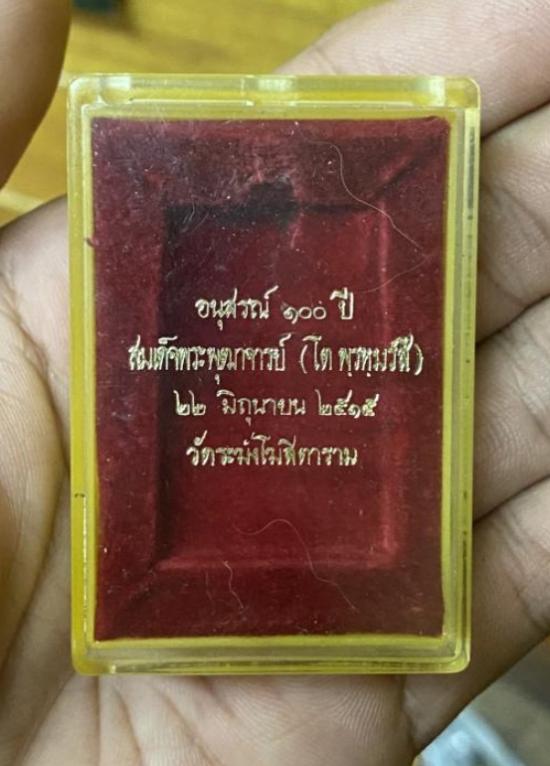 อนุสรณ์ ๑๐๐ ปี
สมเด็จพระพุฒาจารย์ (โต พฺรหฺมรํสี)
๒๒ มิถุนายน ๒๕๑๕
วัดระฆังโฆสิตาราม